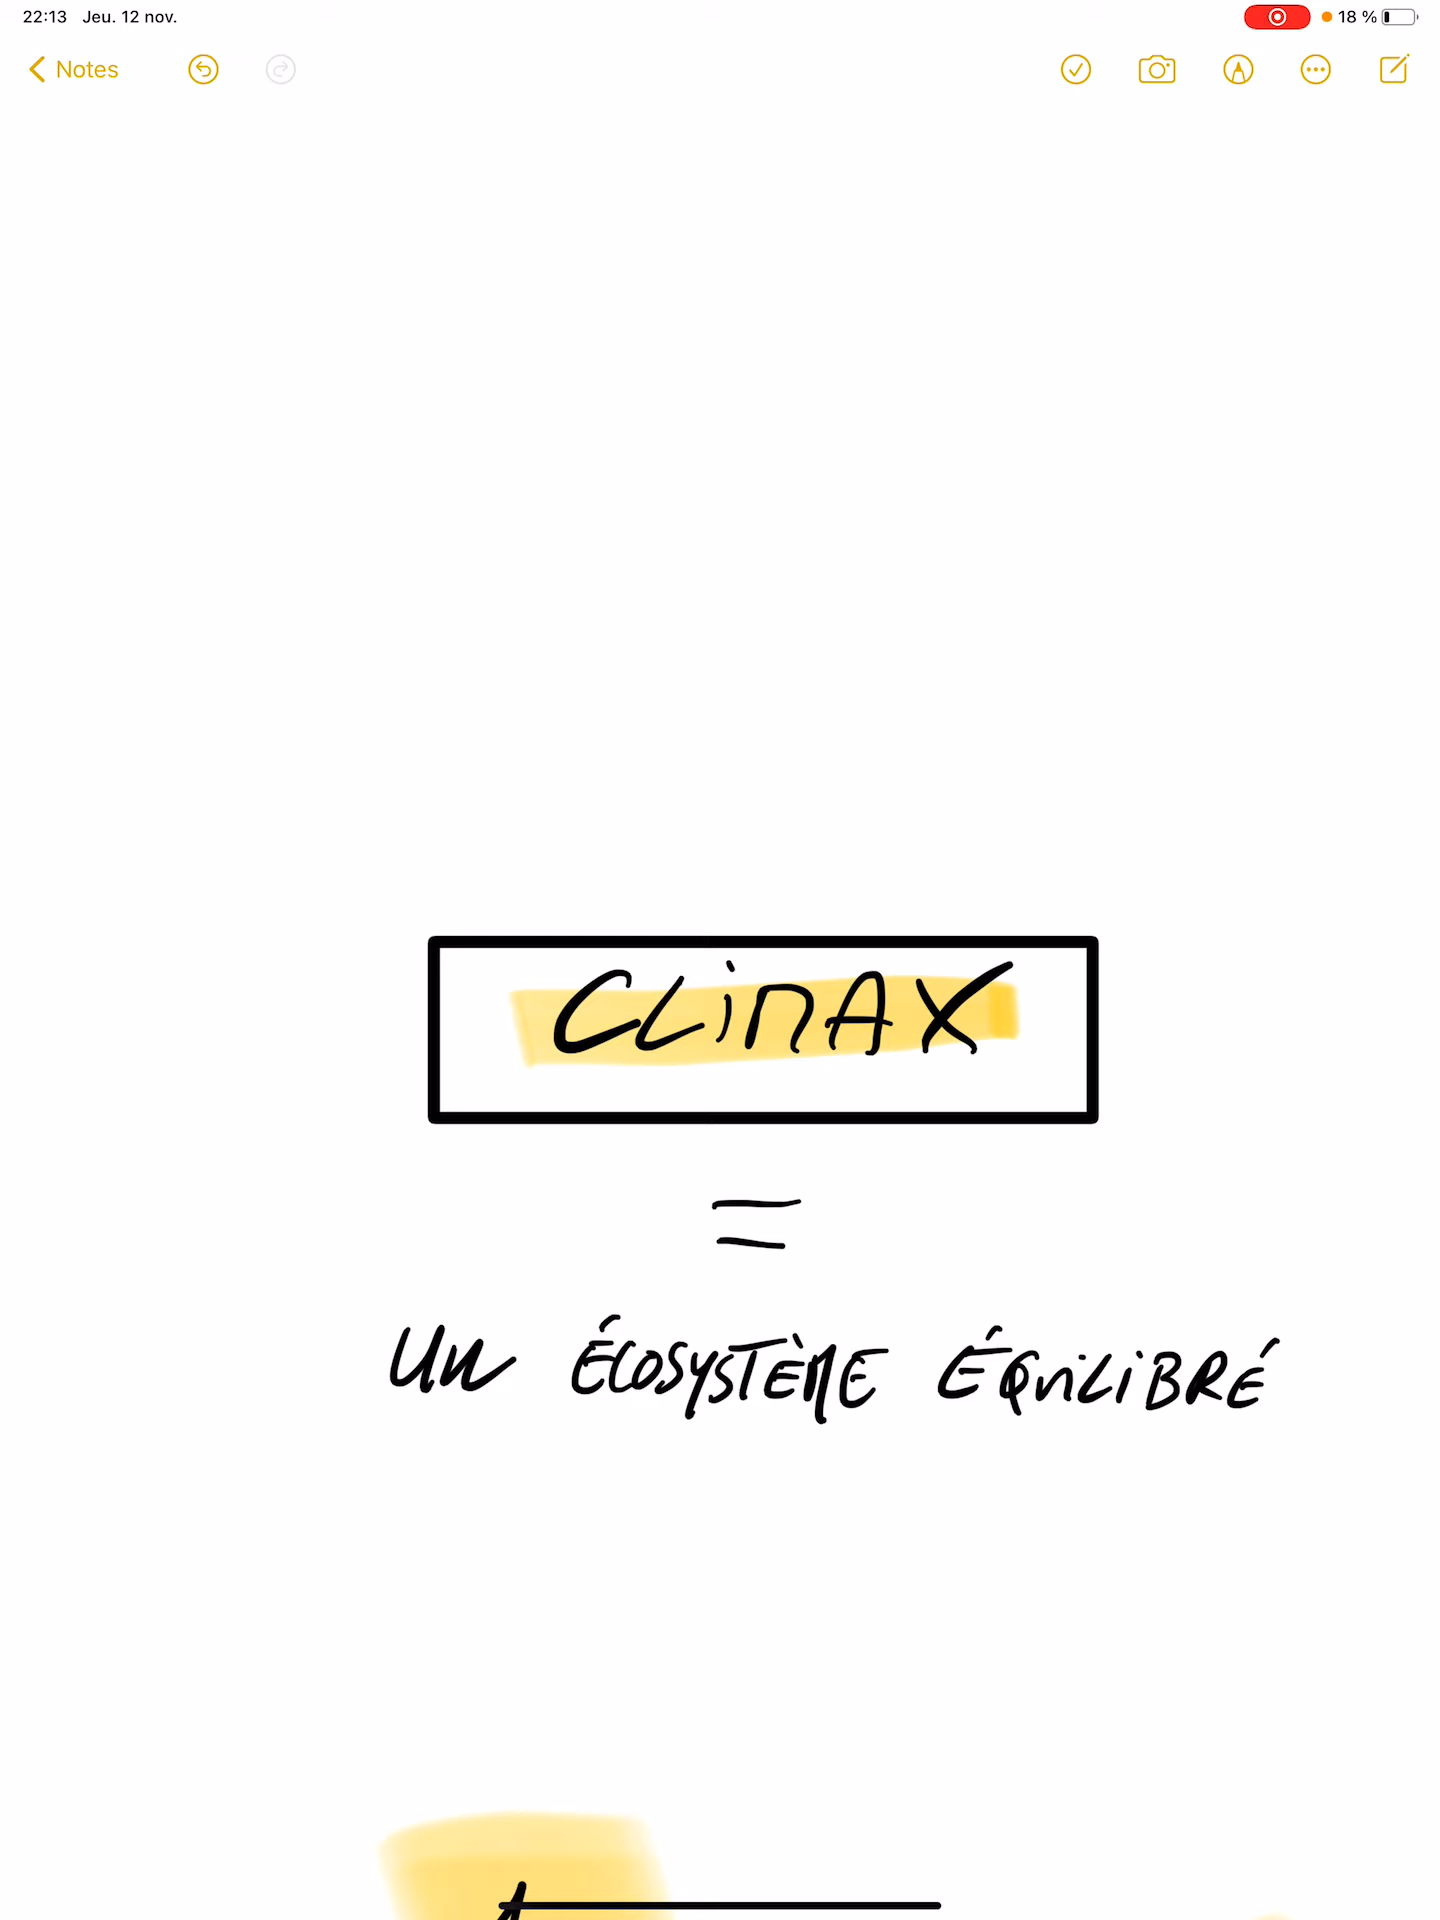 22:13 Jeu. 12 nov. 18 %
Notes
CLiMAX
=
UN ÉCOSYSTÈME ÉQUiLiBRÉ